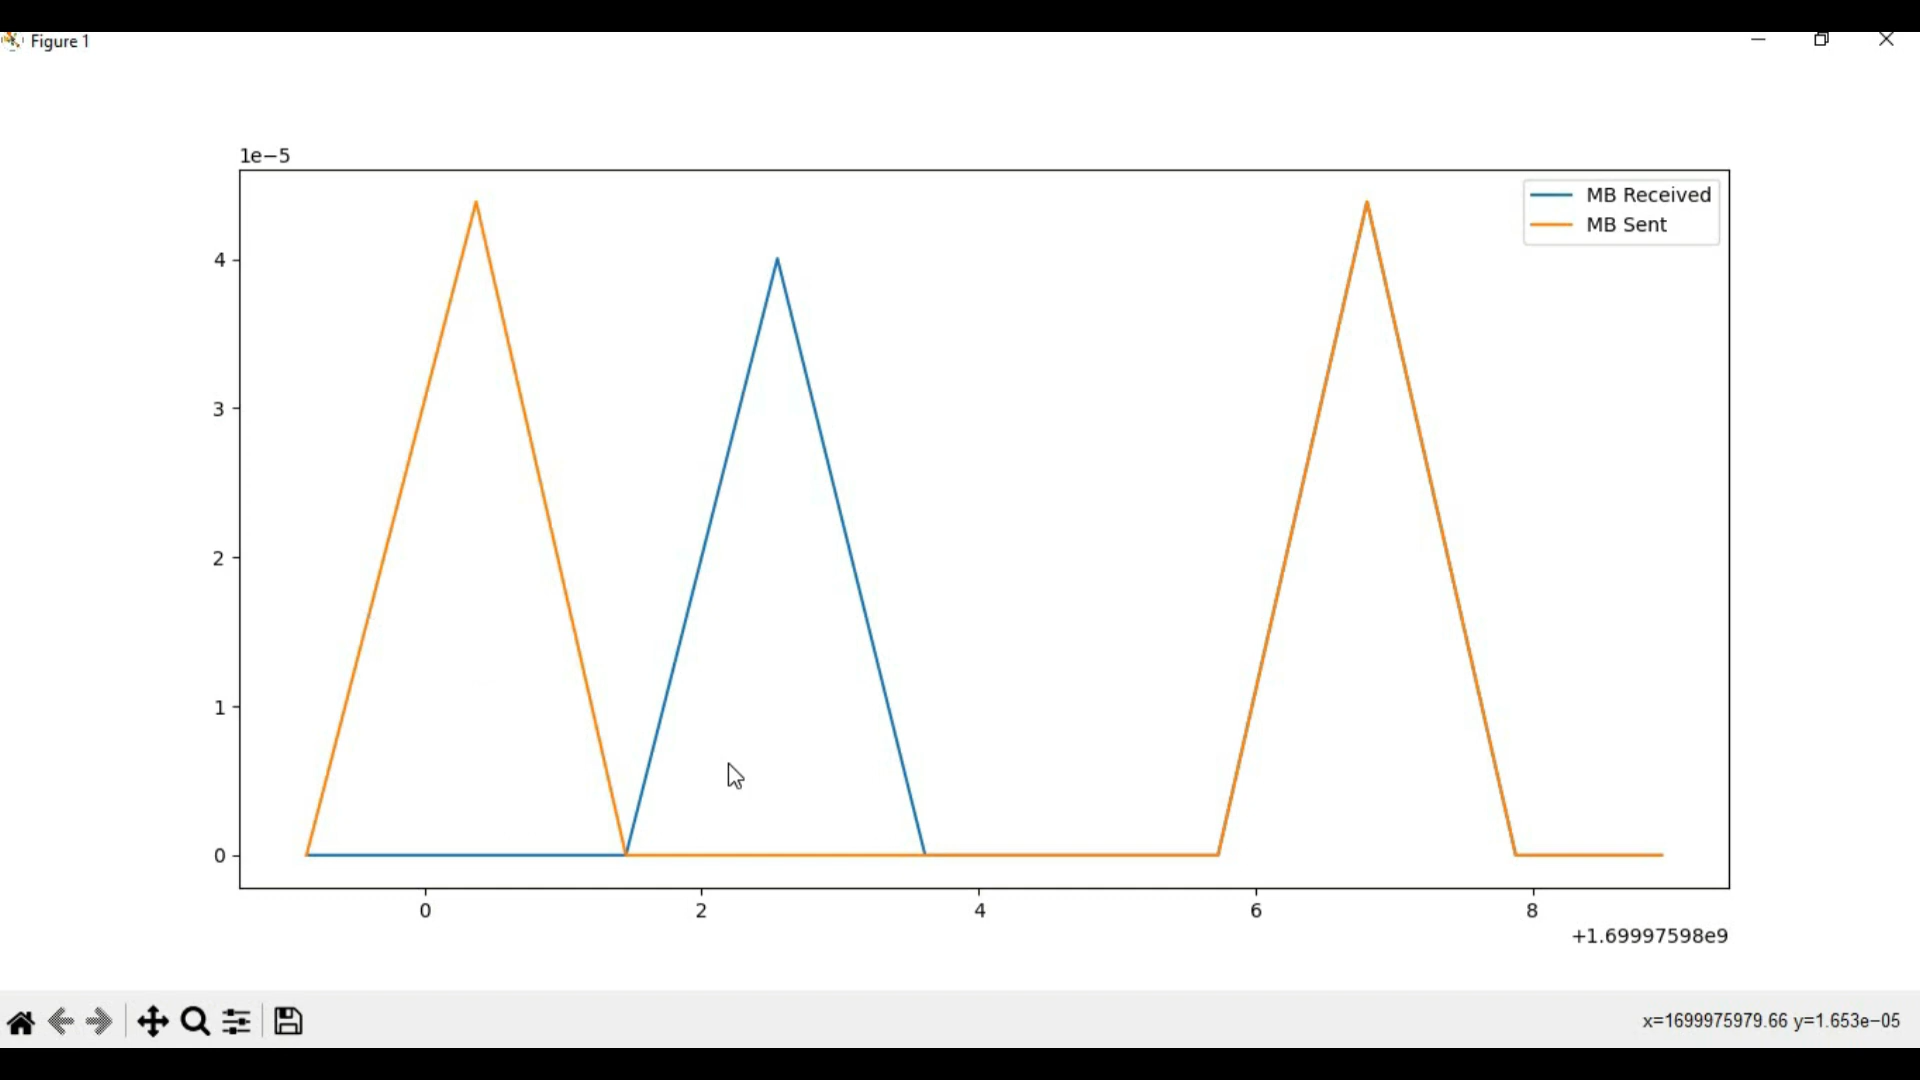 Figure 1
1e−5
MB Received
MB Sent
4
3
2
1
0
0 2 4 6 8
+1.69997598e9
x=1699975979.66 y=1.653e−05